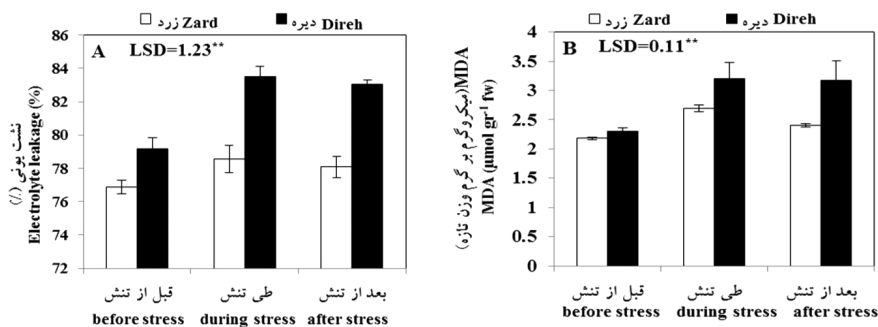 زرد Zard
دیره Direh
A LSD=1.23**
نشت یونی (٪)
Electrolyte leakage (%)
86
84
82
80
78
76
74
72
قبل از تنش
طی تنش
بعد از تنش
before stress
during stress
after stress
زرد Zard
دیره Direh
B LSD=0.11**
MDA(میکروگرم بر گرم وزن تازه)
MDA (µmol gr-1 fw)
4
3.5
3
2.5
2
1.5
1
0.5
0
قبل از تنش
طی تنش
بعد از تنش
before stress
during stress
after stress